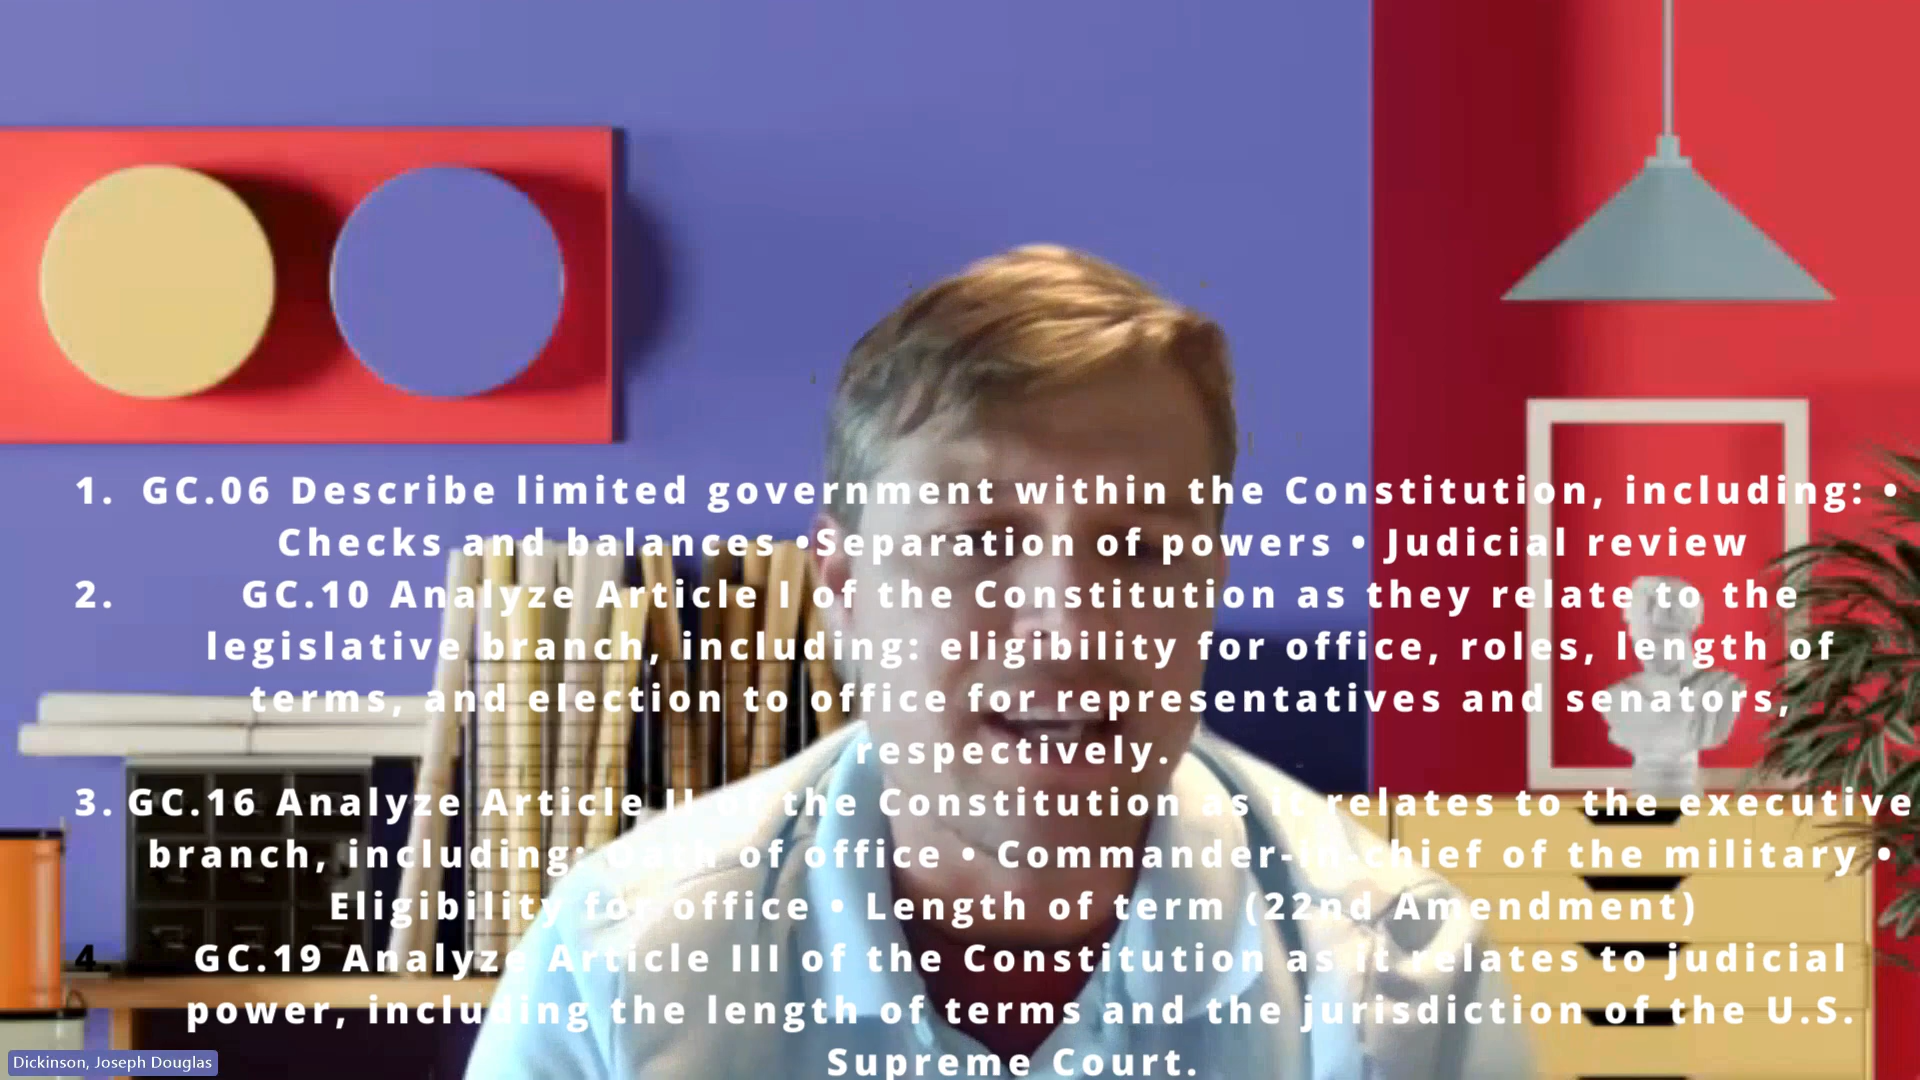 1. GC.06 Describe limited government within the Constitution, including: •
Checks and balances •Separation of powers • Judicial review
2. GC.10 Analyze Article I of the Constitution as they relate to the
legislative branch, including: eligibility for office, roles, length of
terms, and election to office for representatives and senators,
respectively.
3. GC.16 Analyze Article II of the Constitution as it relates to the executive
branch, including: Oath of office • Commander-in-chief of the military •
Eligibility for office • Length of term (22nd Amendment)
4 GC.19 Analyze Article III of the Constitution as it relates to judicial
power, including the length of terms and the jurisdiction of the U.S.
Supreme Court.
Dickinson, Joseph Douglas